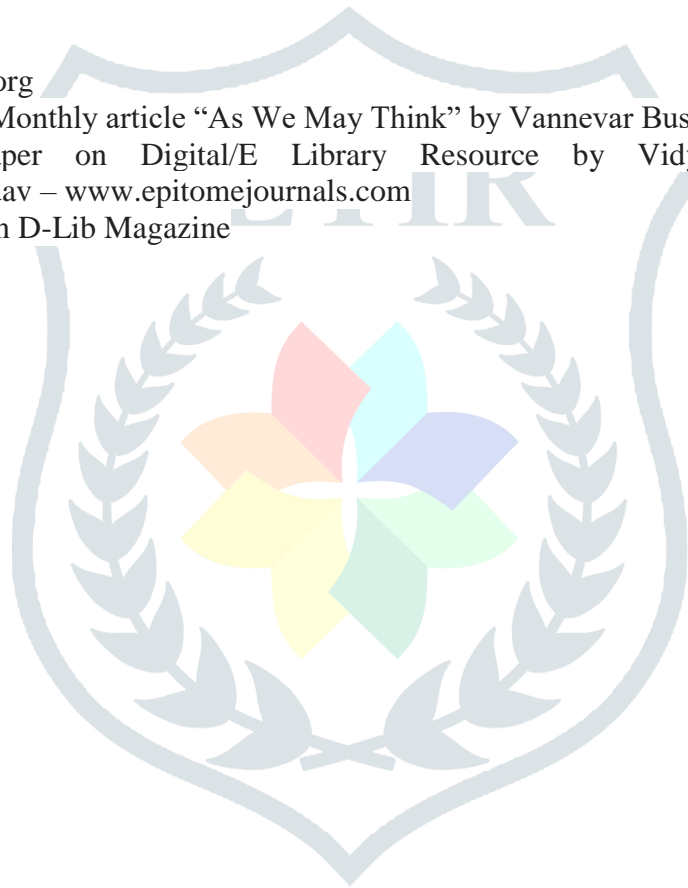 org
Monthly article “As We May Think” by Vannevar Bus
per on Digital/E Library Resource by Vidy
av – www.epitomejournals.com
n D-Lib Magazine